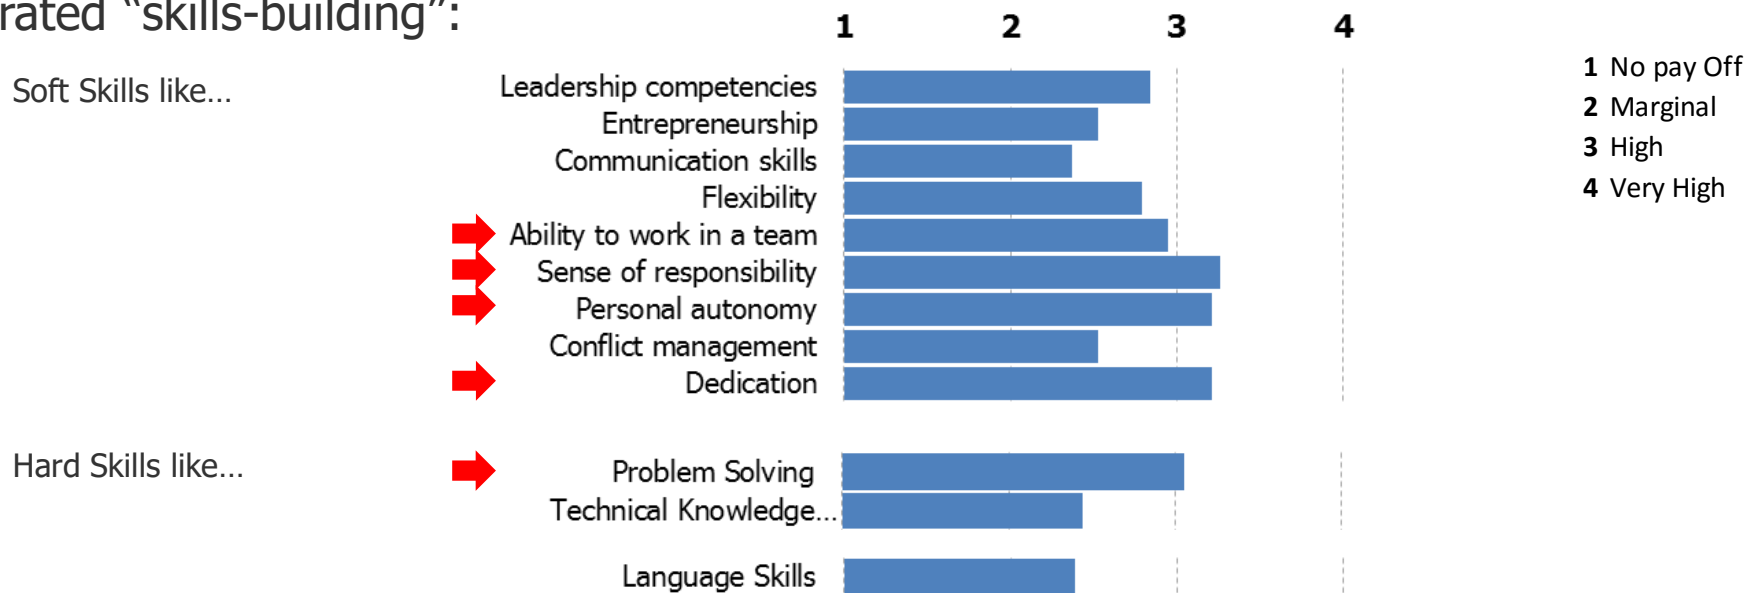 rated “skills-building”:
1 2 3 4
Soft Skills like…
Leadership competencies
Entrepreneurship
Communication skills
Flexibility
Ability to work in a team
Sense of responsibility
Personal autonomy
Conflict management
Dedication
Hard Skills like…
Problem Solving
Technical Knowledge…
Language Skills
1 No pay Off
2 Marginal
3 High
4 Very High